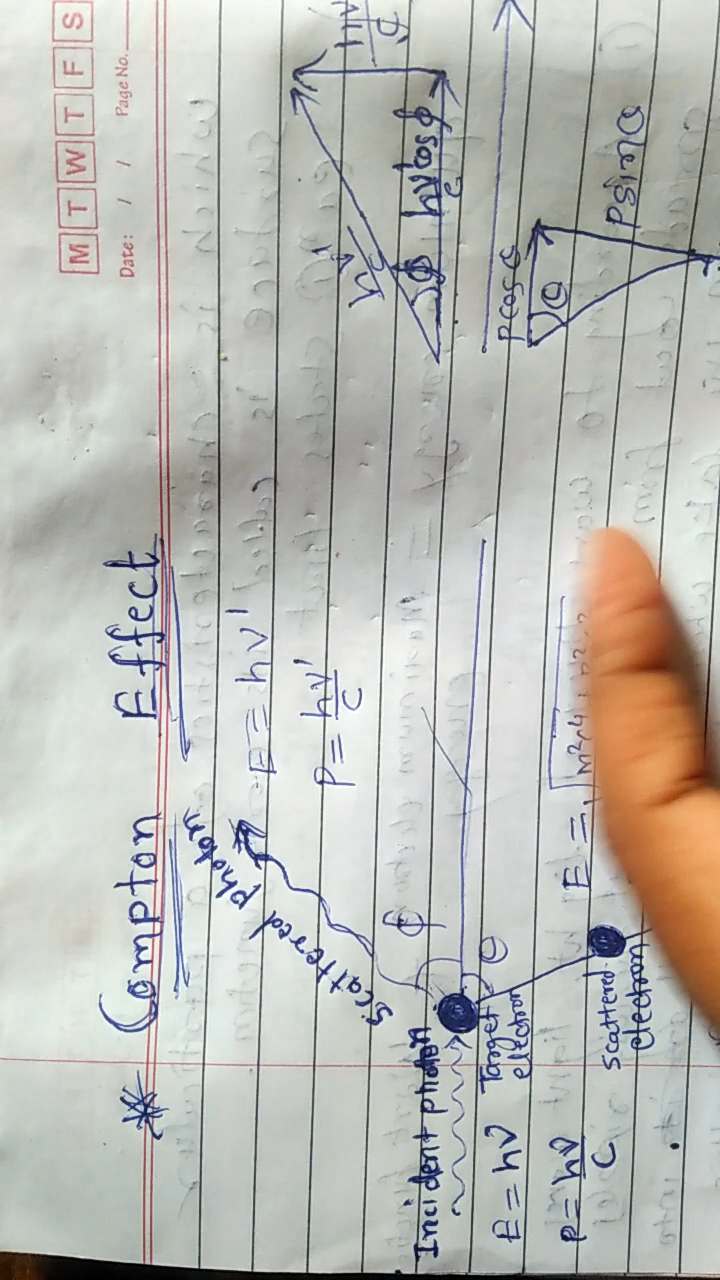 M T W T F S
Date: / / Page No.
* Compton Effect
scattered photon
E = hν'
P = hν'/C
ϕ
Incident photon
θ
Target
electron
E = hν
P = hν/C
scattered
electron
E =
hν'/c
ϕ
hν'cosϕ/c
Pcosθ
θ
Psinθ